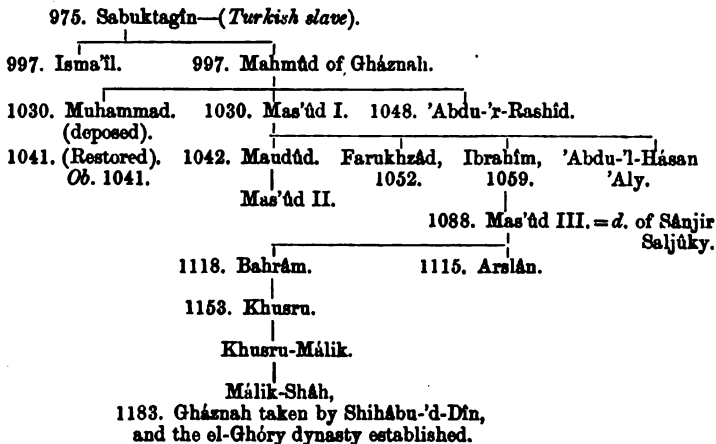 975. Sabuktagîn—(Turkish slave).
997. Isma'îl. 997. Mahmûd of Gháznah.
1030. Muhammad. 1030. Mas'ûd I. 1048. 'Abdu-'r-Rashîd.
(deposed).
1041. (Restored). 1042. Maudûd. Farukhzâd, Ibrahîm, 'Abdu-'l-Hásan
Ob. 1041. 1052. 1059. 'Aly.
Mas'ûd II.
1088. Mas'ûd III. = d. of Sânjir
Saljûky.
1118. Bahrâm. 1115. Arslân.
1153. Khusru.
Khusru-Málik.
Málik-Shâh,
1183. Gháznah taken by Shihâbu-'d-Dîn,
and the el-Ghóry dynasty established.